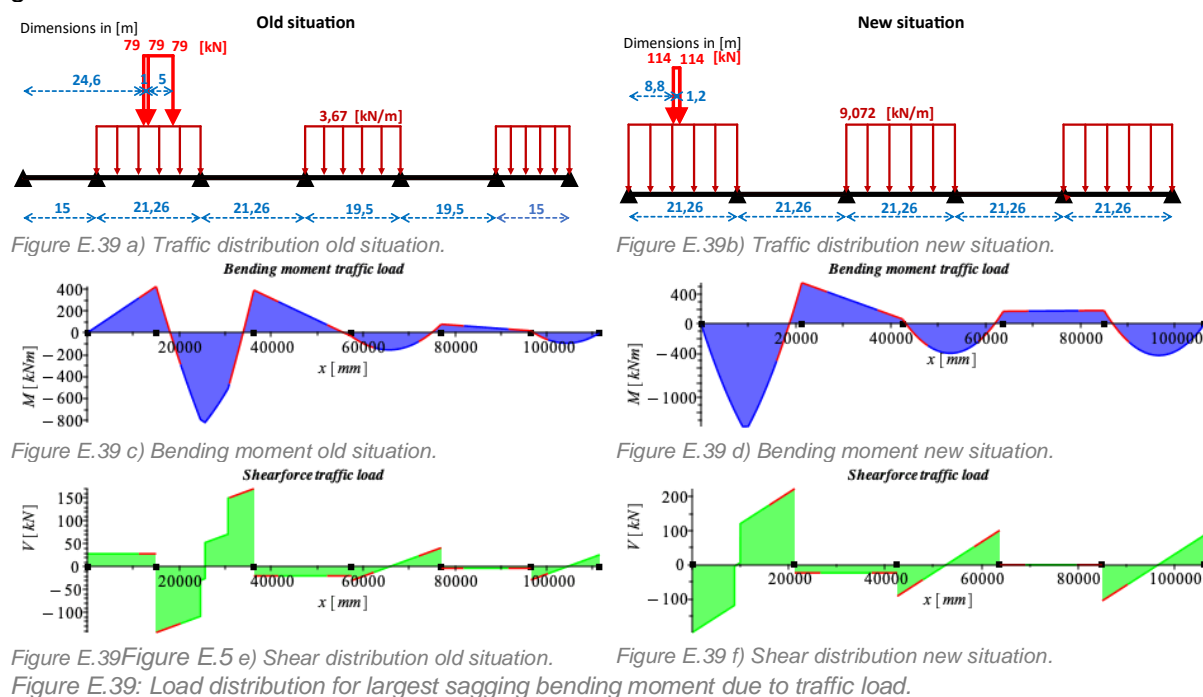 Old situation
Dimensions in [m]
79 79 79 [kN]
24,6 1 5
3,67 [kN/m]
15 21,26 21,26 19,5 19,5 15
Figure E.39 a) Traffic distribution old situation.
New situation
Dimensions in [m]
114 114 [kN]
8,8 1,2
9,072 [kN/m]
21,26 21,26 21,26 21,26 21,26
Figure E.39b) Traffic distribution new situation.
Bending moment traffic load
400
200
0
−200
−400
−600
−800
M [kNm]
20000 40000 60000 80000 100000
x [mm]
Figure E.39 c) Bending moment old situation.
Bending moment traffic load
400
0
−400
−1000
M [kNm]
20000 40000 60000 80000 100000
x [mm]
Figure E.39 d) Bending moment new situation.
Shearforce traffic load
150
100
50
0
−50
−100
V [kN]
20000 40000 60000 80000 100000
x [mm]
Figure E.39Figure E.5 e) Shear distribution old situation.
Shearforce traffic load
200
100
0
−100
V [kN]
20000 40000 60000 80000 100000
x [mm]
Figure E.39 f) Shear distribution new situation.
Figure E.39: Load distribution for largest sagging bending moment due to traffic load.